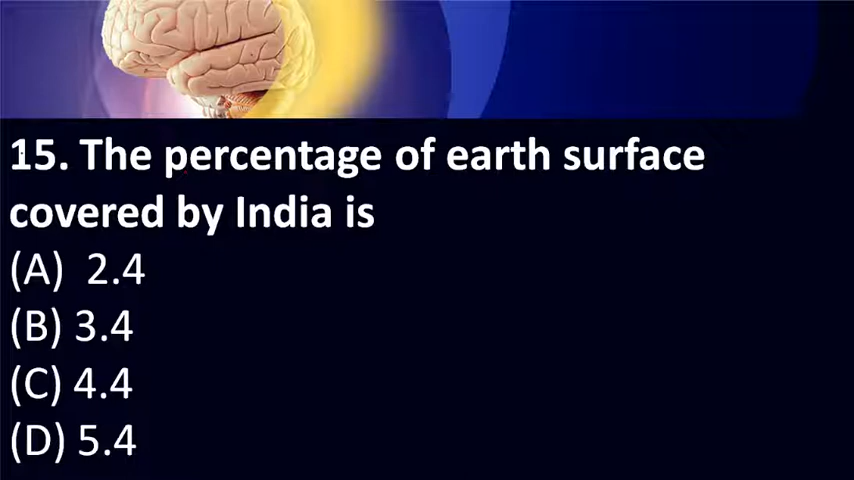 15. The percentage of earth surface
covered by India is
(A) 2.4
(B) 3.4
(C) 4.4
(D) 5.4